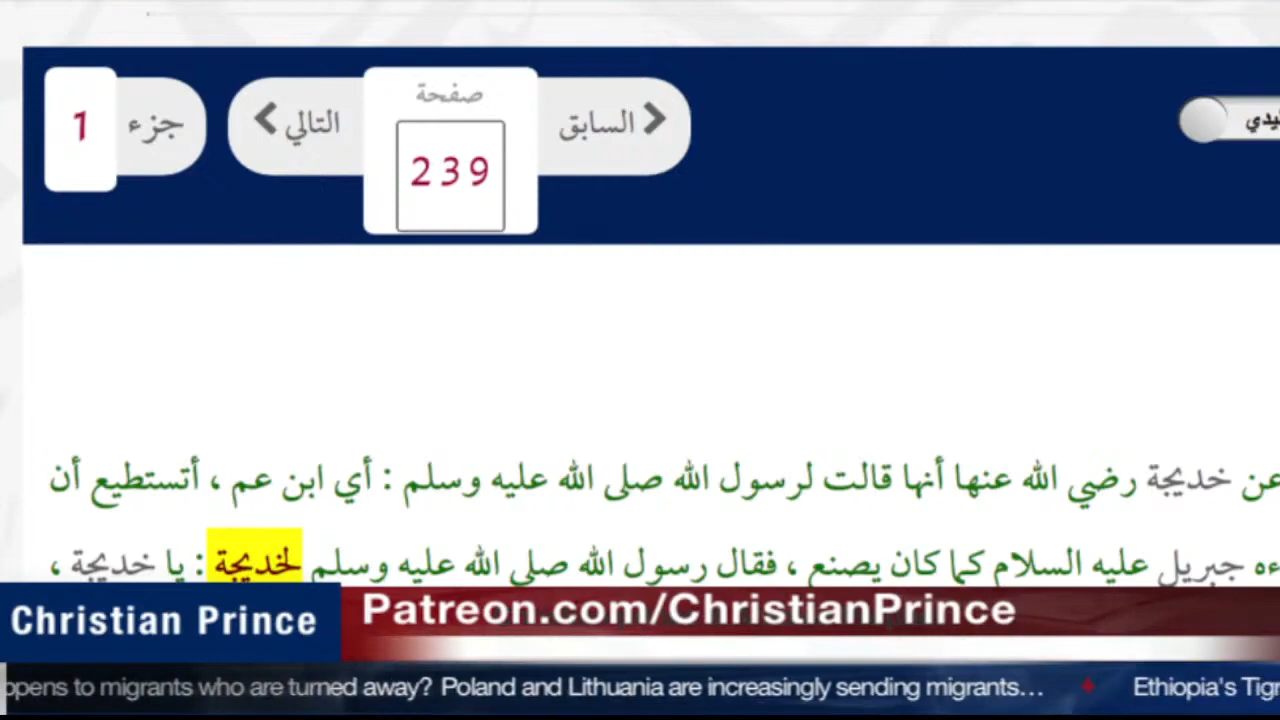 صفحة
جزء 1
التالي 239 السابق
يدي
عن خديجة رضي الله عنها أنها قالت لرسول الله صلى الله عليه وسلم : أي ابن عم ، أتستطيع أن
ءه جبريل عليه السلام كما كان يصنع ، فقال رسول الله صلى الله عليه وسلم لخديجة : يا خديجة ،
Christian Prince
Patreon.com/ChristianPrince
ppens to migrants who are turned away? Poland and Lithuania are increasingly sending migrants... Ethiopia's Tigr